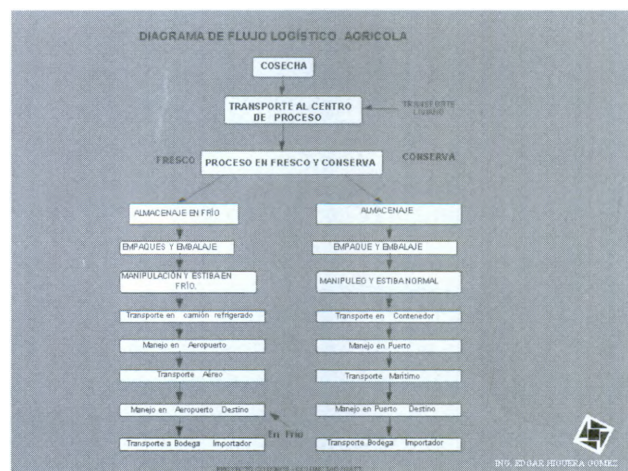 DIAGRAMA DE FLUJO LOGÍSTICO AGRICOLA
COSECHA
TRANSPORTE AL CENTRO
DE PROCESO
TRANSPORTE
LIVIANO
FRESCO
PROCESO EN FRESCO Y CONSERVA
CONSERVA
ALMACENAJE EN FRÍO
EMPAQUES Y EMBALAJE
MANIPULACIÓN Y ESTIBA EN
FRÍO.
Transporte en camión refrigerado
Manejo en Aeropuerto
Transporte Aéreo
Manejo en Aeropuerto Destino
En Frio
Transporte a Bodega Importador
ALMACENAJE
EMPAQUE Y EMBALAJE
MANIPULEO Y ESTIBA NORMAL
Transporte en Contenedor
Manejo en Puerto
Transporte Marítimo
Manejo en Puerto Destino
Transporte Bodega Importador
ING. EDGAR HIGUERA GOMEZ